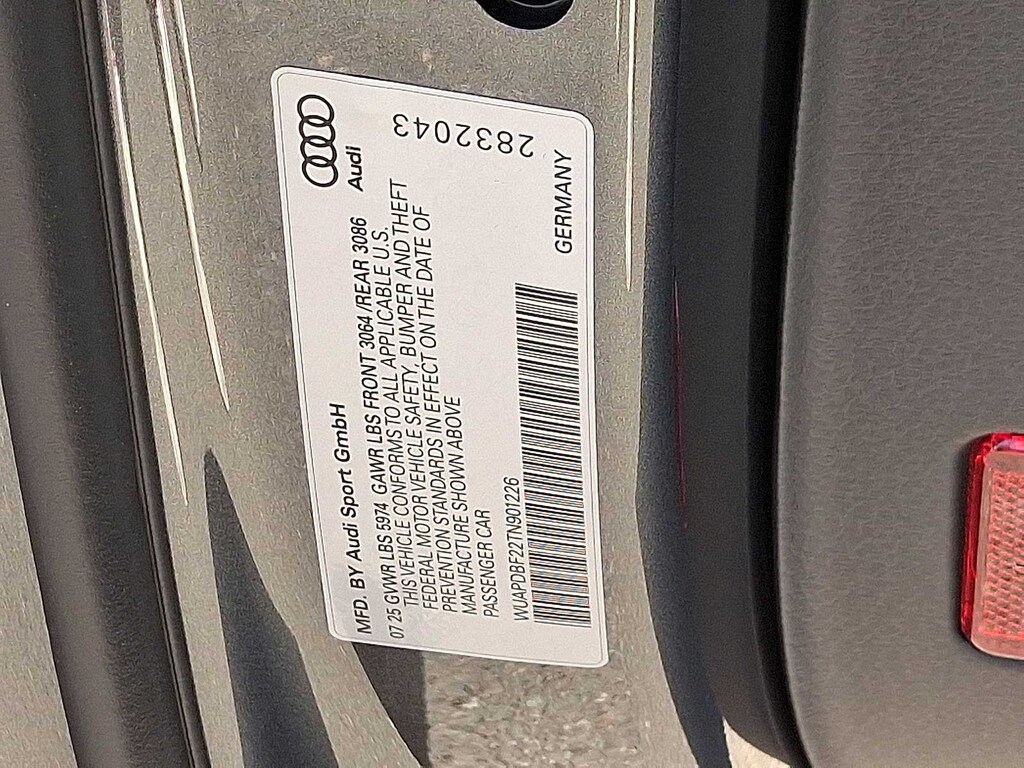 Audi
2832043
MFD. BY Audi Sport GmbH
07 25 GVWR LBS 5974 GAWR LBS FRONT 3064 /REAR 3086
THIS VEHICLE CONFORMS TO ALL APPLICABLE U.S.
FEDERAL MOTOR VEHICLE SAFETY, BUMPER AND THEFT
PREVENTION STANDARDS IN EFFECT ON THE DATE OF
MANUFACTURE SHOWN ABOVE
PASSENGER CAR
WUAPDBF22TN901226
GERMANY